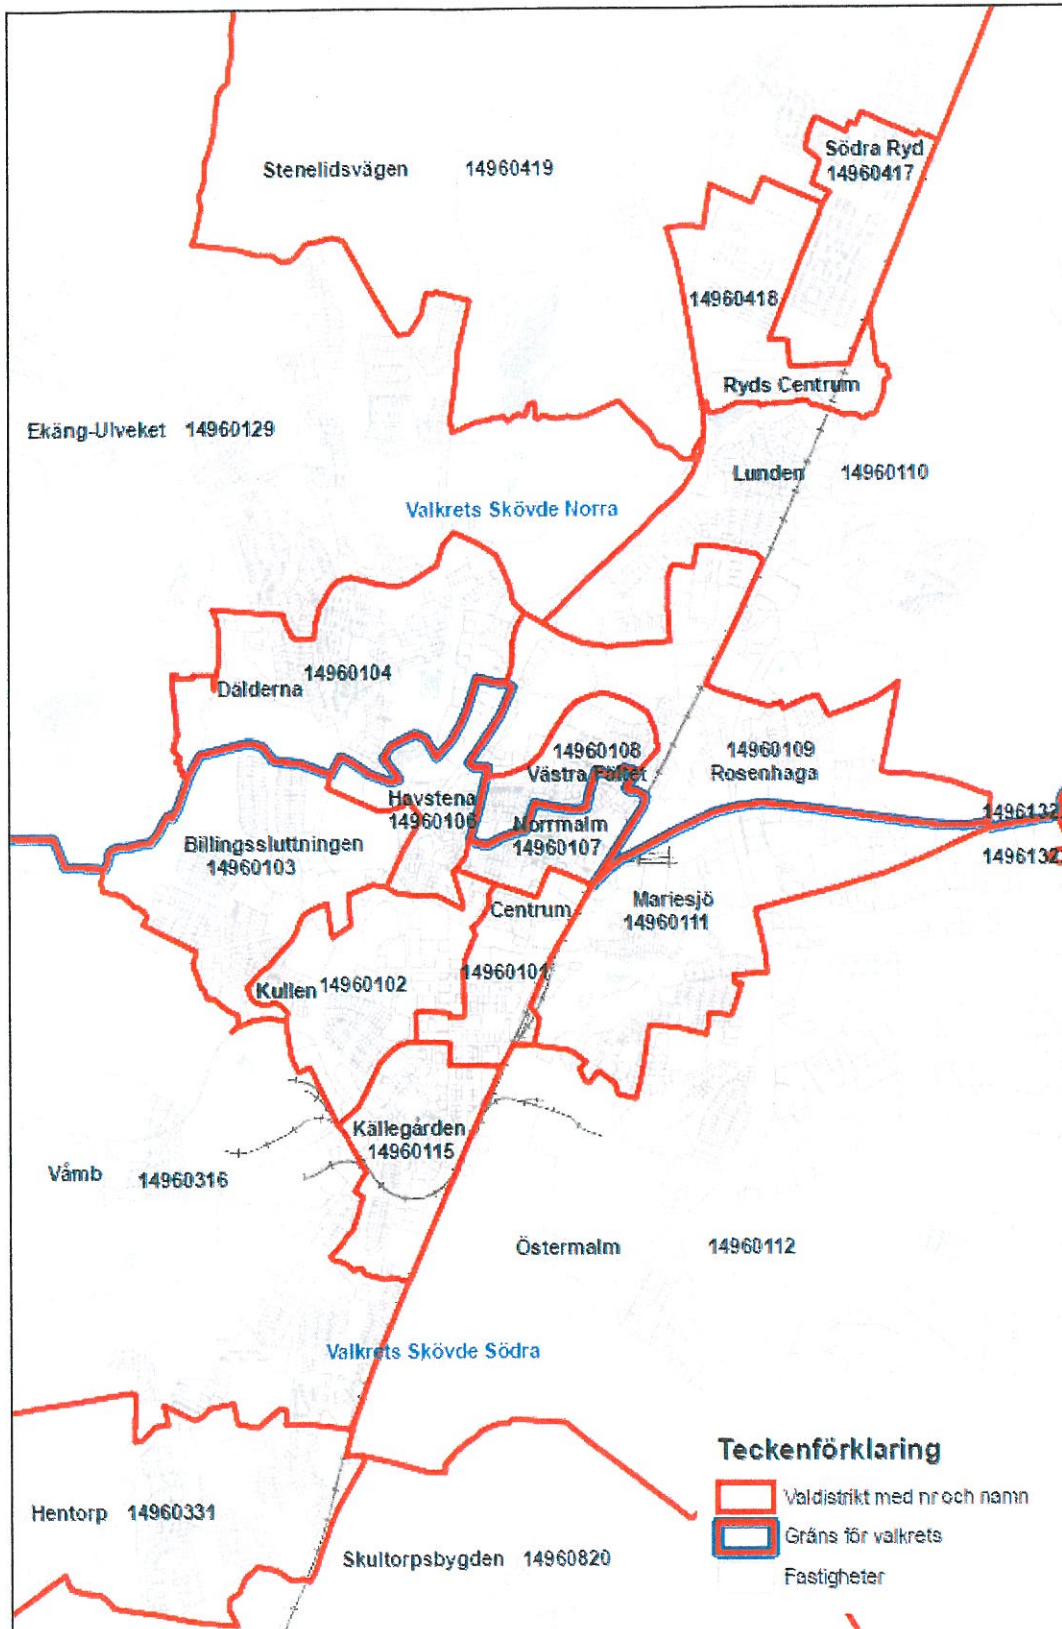 Södra Ryd
14960417
Stenelidsvägen 14960419
14960418
Ryds Centrum
Ekäng-Ulveket 14960129
Lunden 14960110
Valkrets Skövde Norra
14960104
Dälderna
14960108
Västra Fältet
14960109
Rosenhaga
Havstena
14960106
Norrmalm
14960107
1496132
1496132
Billingssluttningen
14960103
Mariesjö
14960111
Centrum
14960101
Kullen 14960102
Källegården
14960115
Våmb 14960316
Östermalm 14960112
Valkrets Skövde Södra
Hentorp 14960331
Skultorpsbygden 14960820
Teckenförklaring
Valdistrikt med nr och namn
Gräns för valkrets
Fastigheter